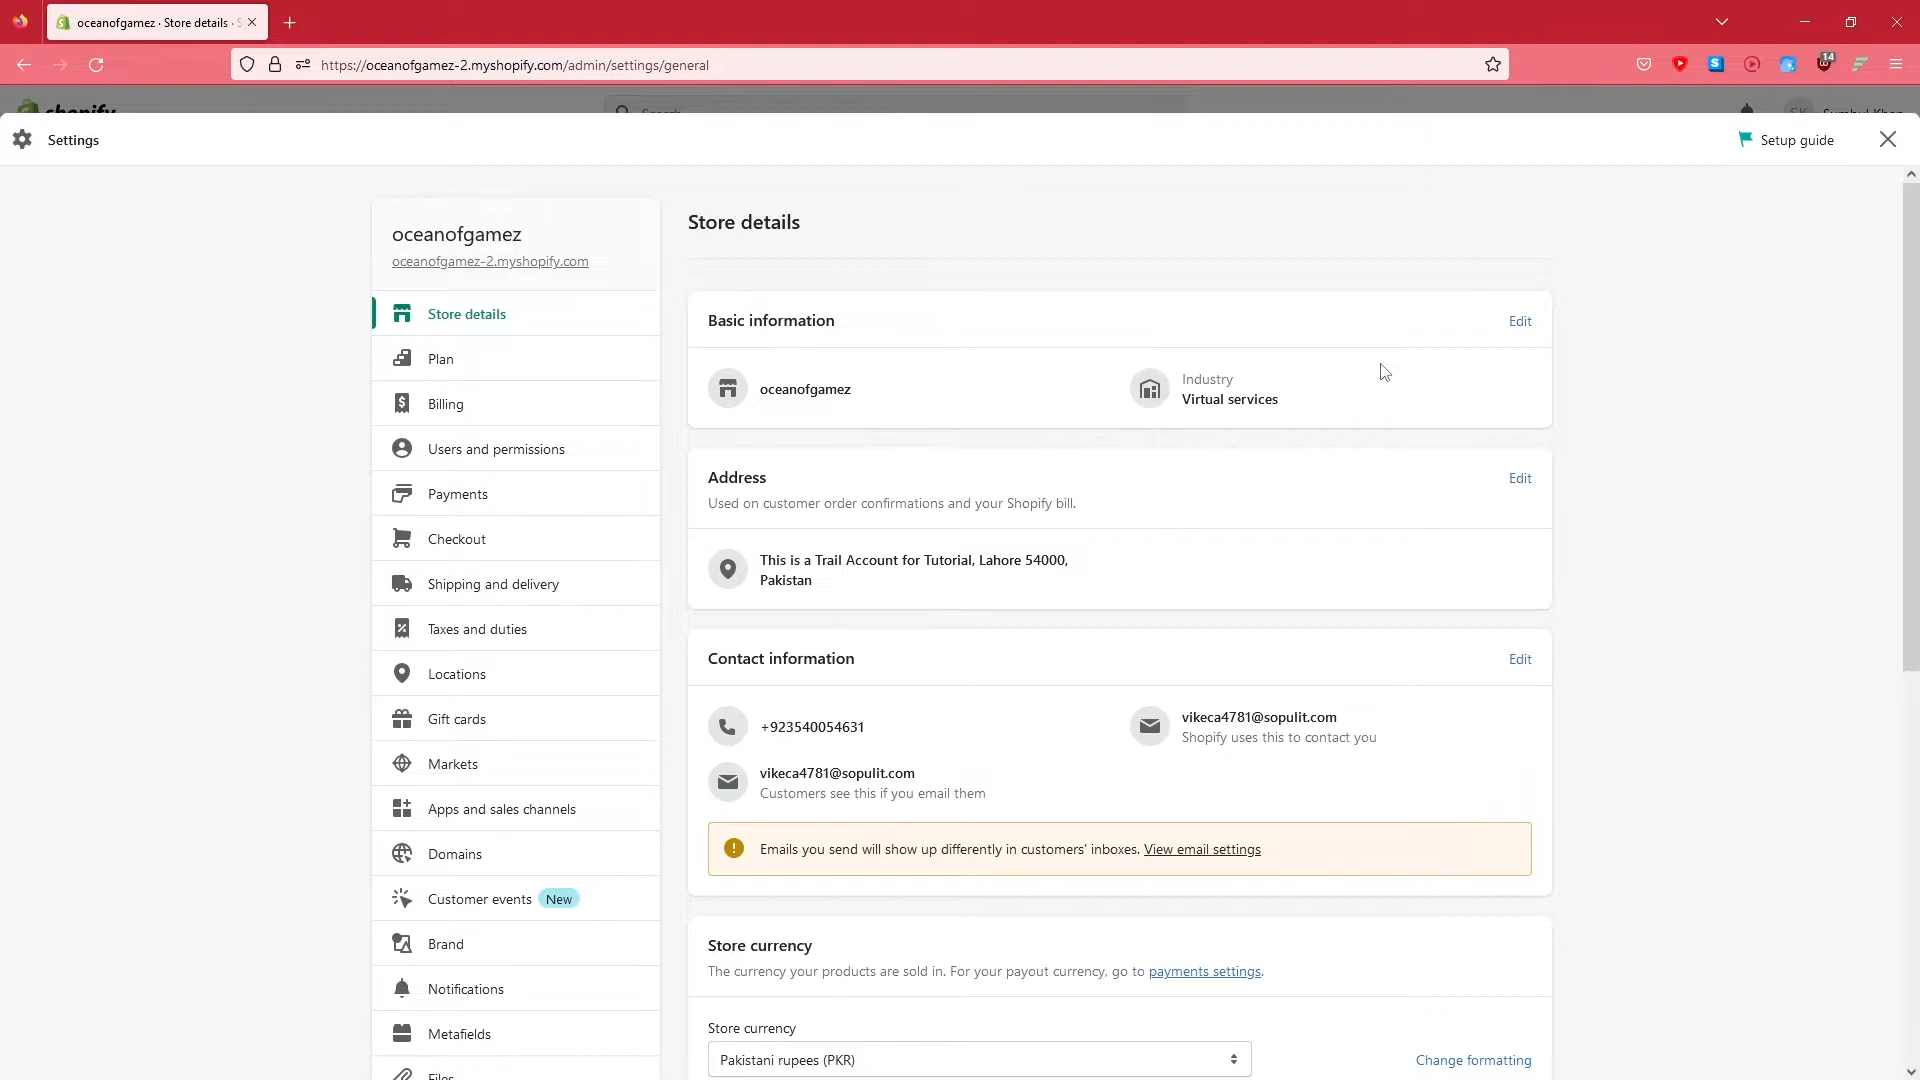 oceanofgamez · Store details · S
https://oceanofgamez-2.myshopify.com/admin/settings/general
14
shopify
Search
SK
Settings
Setup guide
oceanofgamez
oceanofgamez-2.myshopify.com
Store details
Plan
Billing
Users and permissions
Payments
Checkout
Shipping and delivery
Taxes and duties
Locations
Gift cards
Markets
Apps and sales channels
Domains
Customer events New
Brand
Notifications
Metafields
Files
Store details
Basic information
Edit
oceanofgamez
Industry
Virtual services
Address
Edit
Used on customer order confirmations and your Shopify bill.
This is a Trail Account for Tutorial, Lahore 54000,
Pakistan
Contact information
Edit
+923540054631
vikeca4781@sopulit.com
Shopify uses this to contact you
vikeca4781@sopulit.com
Customers see this if you email them
Emails you send will show up differently in customers' inboxes. View email settings
Store currency
The currency your products are sold in. For your payout currency, go to payments settings.
Store currency
Pakistani rupees (PKR)
Change formatting